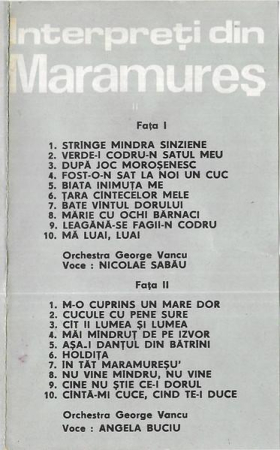 Interpreți din
Maramureș
II
Fața I
1. STRÎNGE MINDRA SINZIENE
2. VERDE-I CODRU-N SATUL MEU
3. DUPĂ JOC MOROȘENESC
4. FOST-O-N SAT LA NOI UN CUC
5. BIATA INIMUȚA ME
6. ȚARA CÎNTECELOR MELE
7. BATE VÎNTUL DORULUI
8. MĂRIE CU OCHI BĂRNACI
9. LEAGĂNĂ-SE FAGII-N CODRU
10. MĂ LUAI, LUAI
Orchestra George Vancu
Voce : NICOLAE SABĂU
Fața II
1. M-O CUPRINS UN MARE DOR
2. CUCULE CU PENE SURE
3. CÎT II LUMEA ȘI LUMEA
4. MĂI MÎNDRUȚ DE PE IZVOR
5. AȘA-I DANȚUL DIN BĂTRÎNI
6. HOLDIȚA
7. ÎN TĂT MARAMUREȘU'
8. NU VINE MÎNDRU, NU VINE
9. CINE NU ȘTIE CE-I DORUL
10. CÎNTĂ-MI CUCE, CIND TE-I DUCE
Orchestra George Vancu
Voce : ANGELA BUCIU